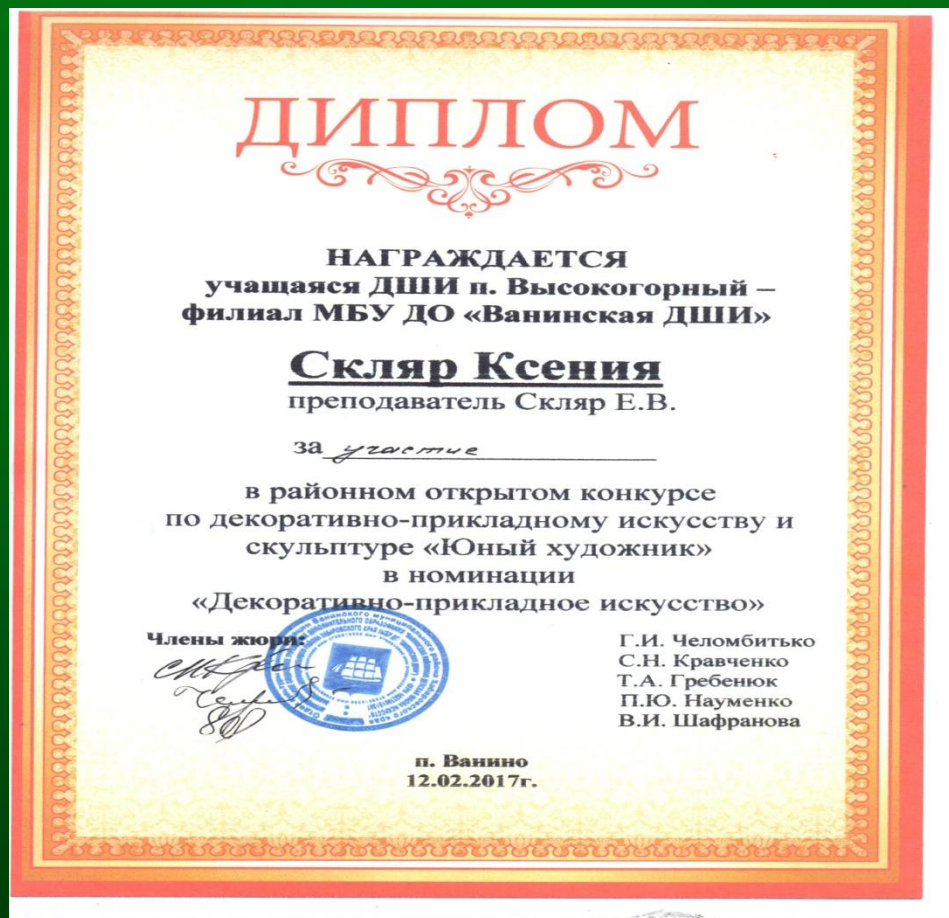 ДИПЛОМ
НАГРАЖДАЕТСЯ
учащаяся ДШИ п. Высокогорный –
филиал МБУ ДО «Ванинская ДШИ»
Скляр Ксения
преподаватель Скляр Е.В.
за участие
в районном открытом конкурсе
по декоративно-прикладному искусству и
скульптуре «Юный художник»
в номинации
«Декоративно-прикладное искусство»
Члены жюри:
Г.И. Челомбитько
С.Н. Кравченко
Т.А. Гребенюк
П.Ю. Науменко
В.И. Шафранова
п. Ванино
12.02.2017г.